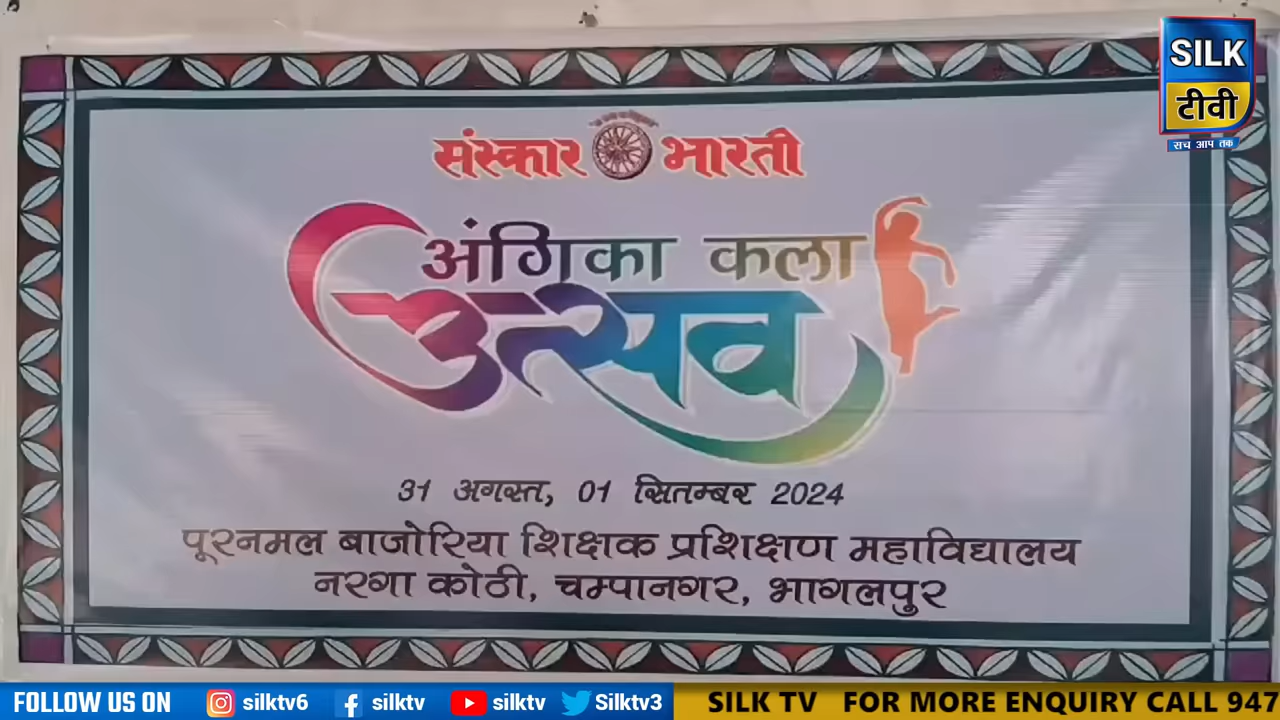 SILK
टीवी
सच आप तक
संस्कार भारती
अंगिका कला
उत्सव
31 अगस्त, 01 सितम्बर 2024
पूरनमल बाजोरिया शिक्षक प्रशिक्षण महाविद्यालय
नरगा कोठी, चम्पानगर, भागलपुर
FOLLOW US ON silktv6 silktv silktv Silktv3 SILK TV FOR MORE ENQUIRY CALL 947